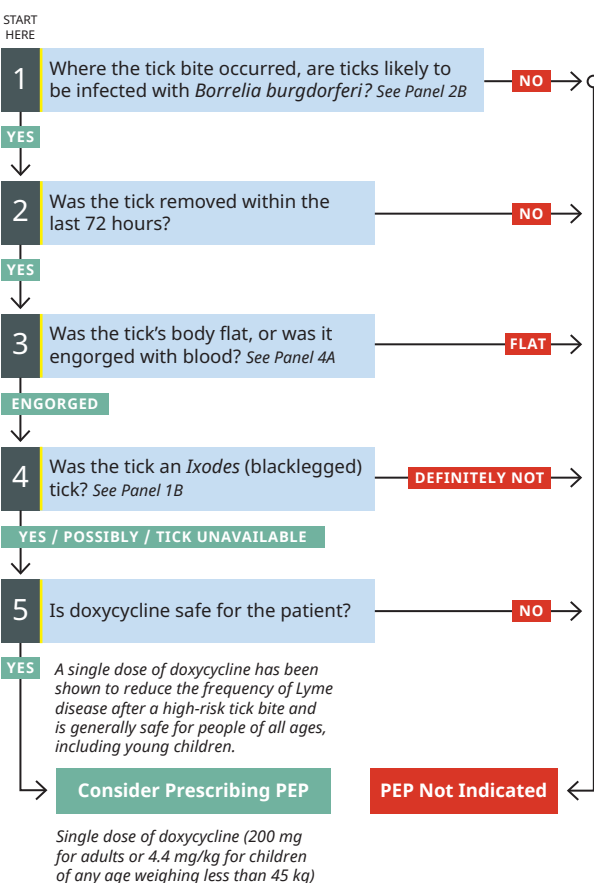 START
HERE
1
Where the tick bite occurred, are ticks likely to
be infected with Borrelia burgdorferi? See Panel 2B
NO
YES
2
Was the tick removed within the
last 72 hours?
NO
YES
3
Was the tick’s body flat, or was it
engorged with blood? See Panel 4A
FLAT
ENGORGED
4
Was the tick an Ixodes (blacklegged)
tick? See Panel 1B
DEFINITELY NOT
YES / POSSIBLY / TICK UNAVAILABLE
5
Is doxycycline safe for the patient?
NO
YES
A single dose of doxycycline has been
shown to reduce the frequency of Lyme
disease after a high-risk tick bite and
is generally safe for people of all ages,
including young children.
Consider Prescribing PEP
PEP Not Indicated
Single dose of doxycycline (200 mg
for adults or 4.4 mg/kg for children
of any age weighing less than 45 kg)